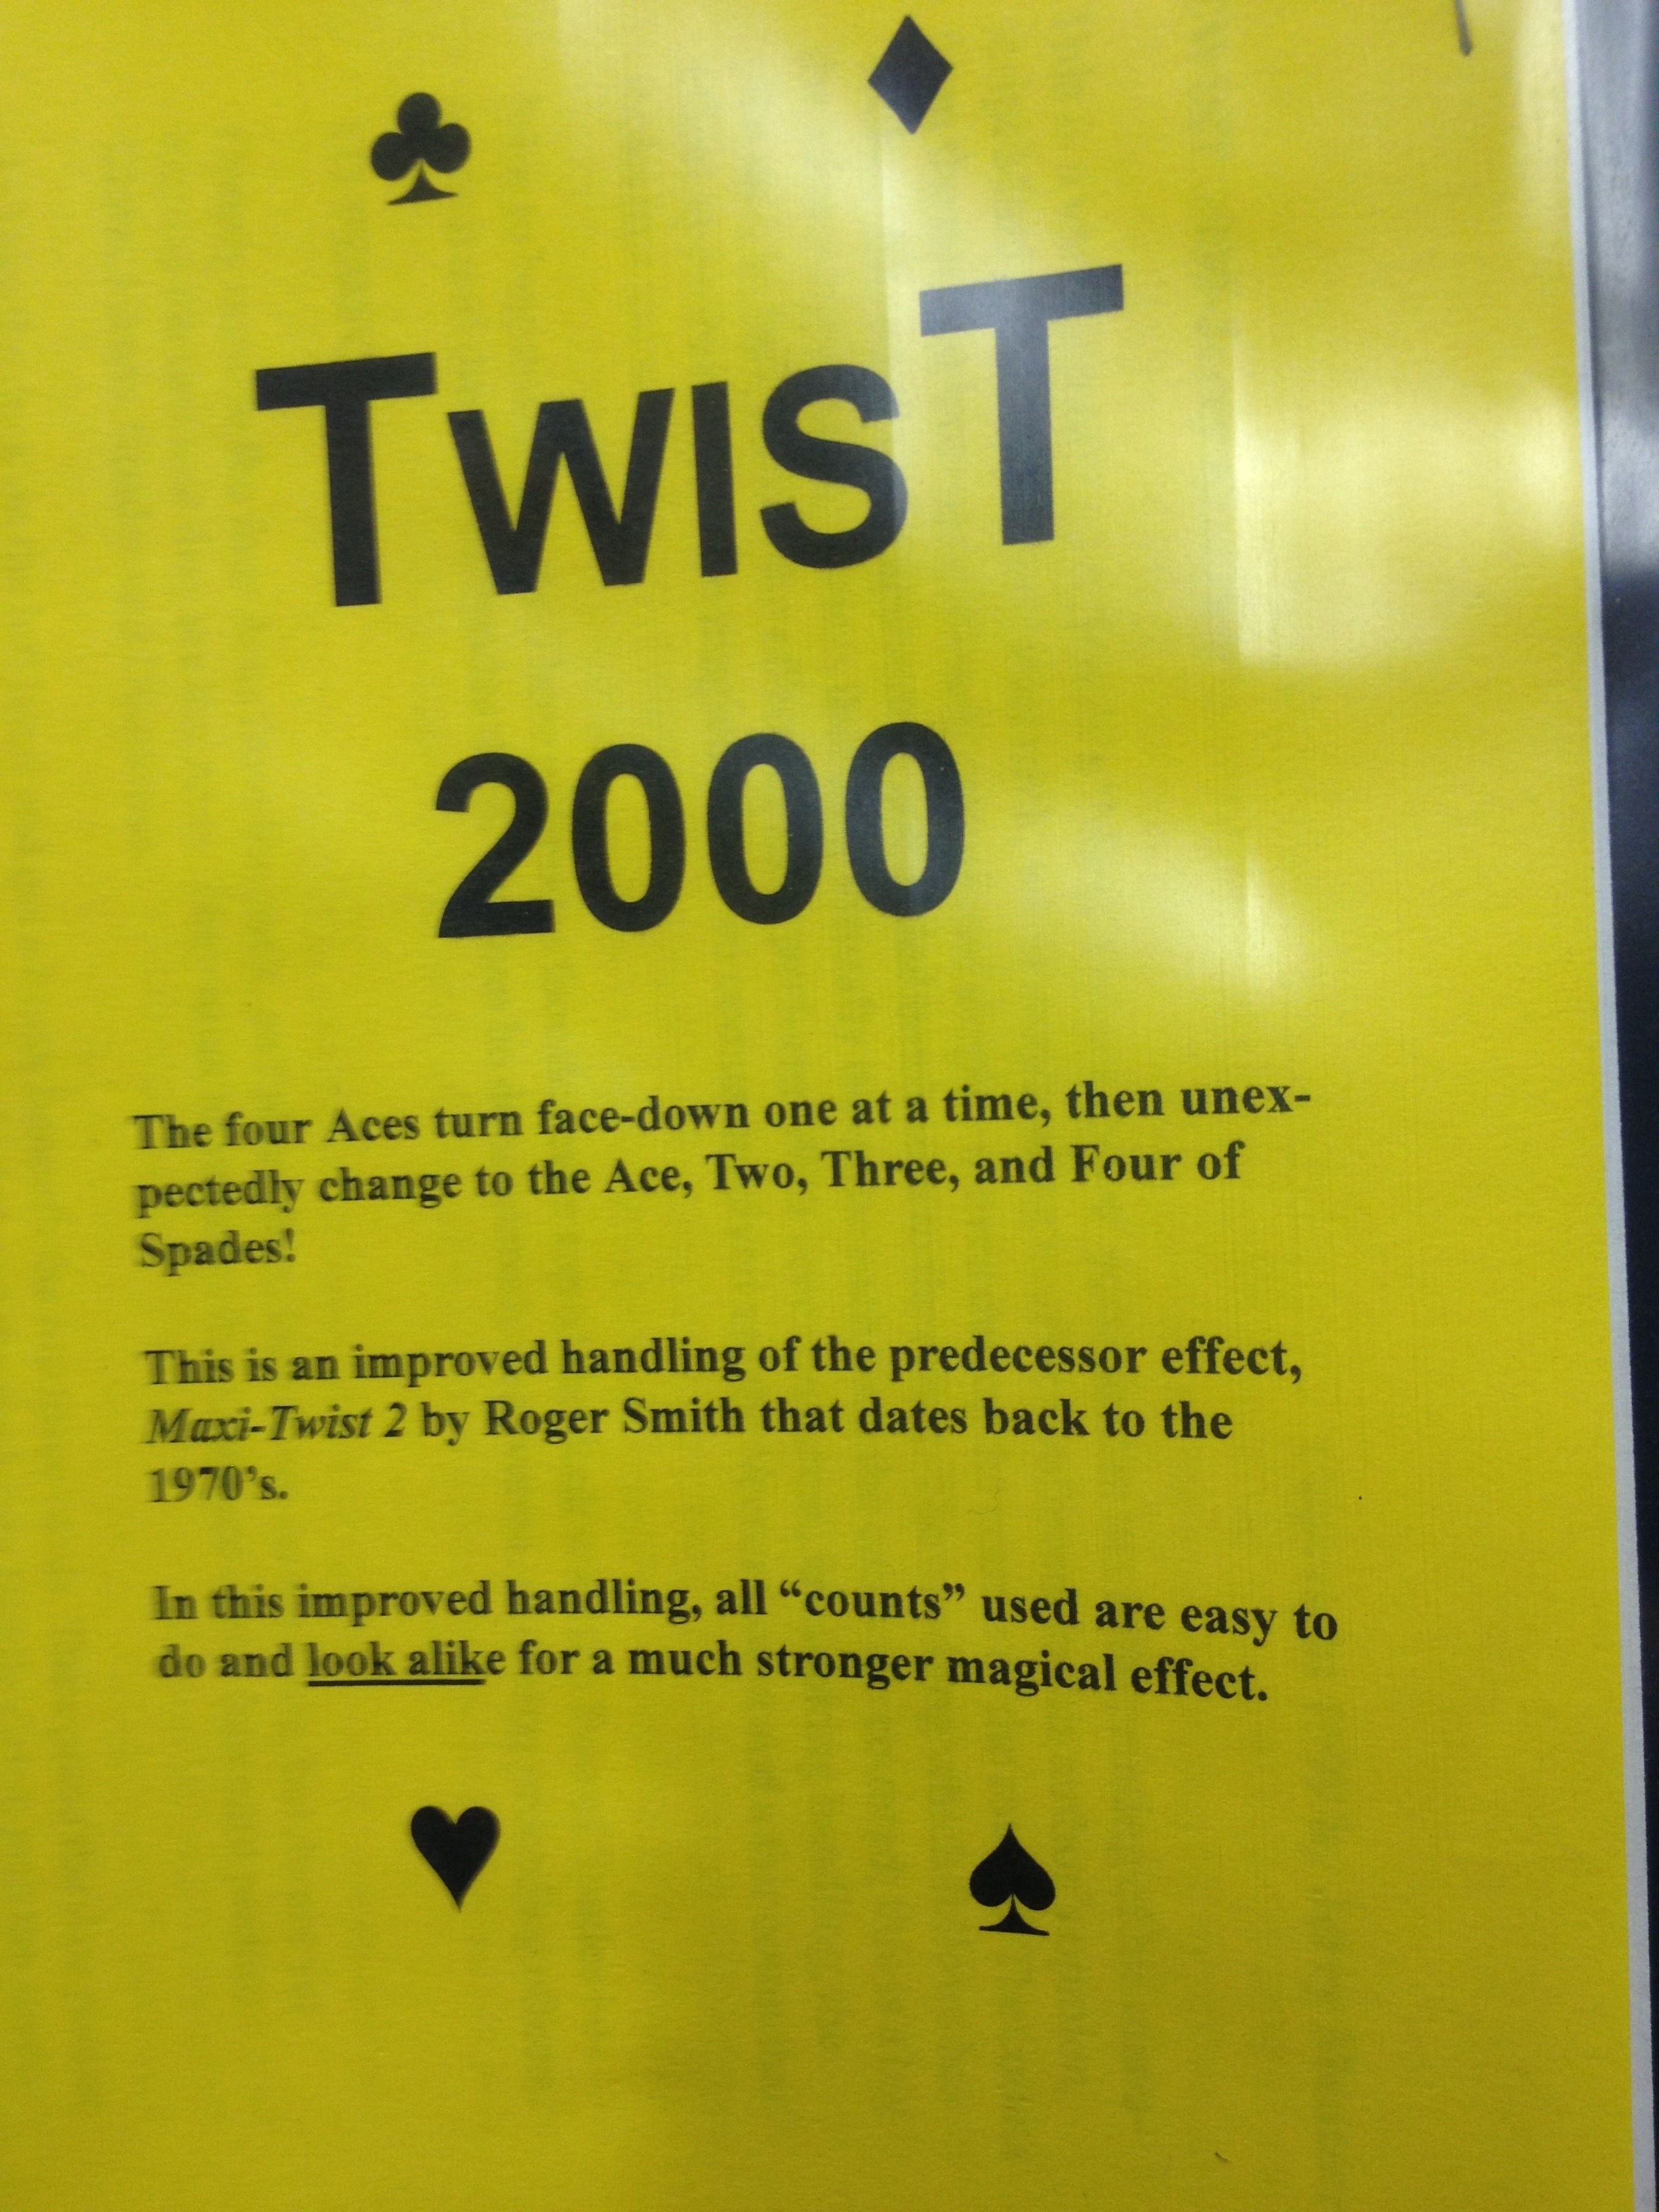 TWIST
2000
The four Aces turn face-down one at a time, then unex-
pectedly change to the Ace, Two, Three, and Four of
Spades!
This is an improved handling of the predecessor effect,
Maxi-Twist 2 by Roger Smith that dates back to the
1970's.
In this improved handling, all “counts” used are easy to
do and look alike for a much stronger magical effect.